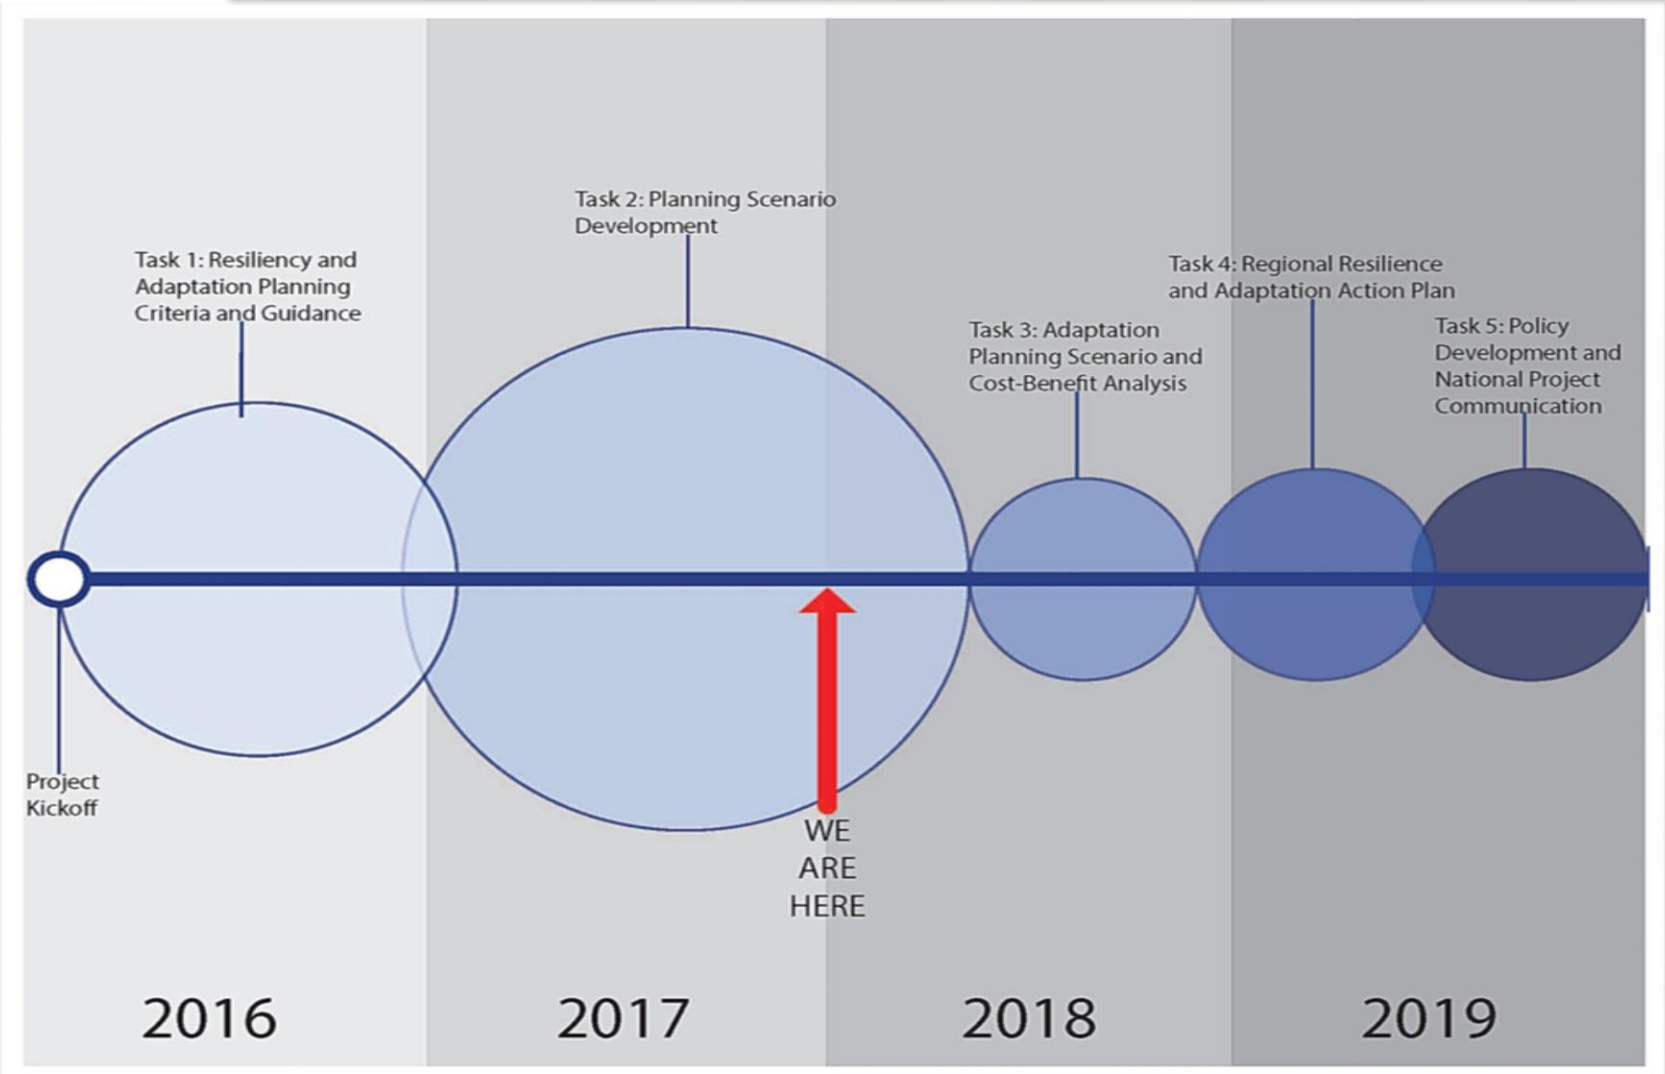 Task 2: Planning Scenario
Development
Task 1: Resiliency and
Adaptation Planning
Criteria and Guidance
Task 4: Regional Resilience
and Adaptation Action Plan
Task 3: Adaptation
Planning Scenario and
Cost-Benefit Analysis
Task 5: Policy
Development and
National Project
Communication
Project
Kickoff
WE
ARE
HERE
2016
2017
2018
2019